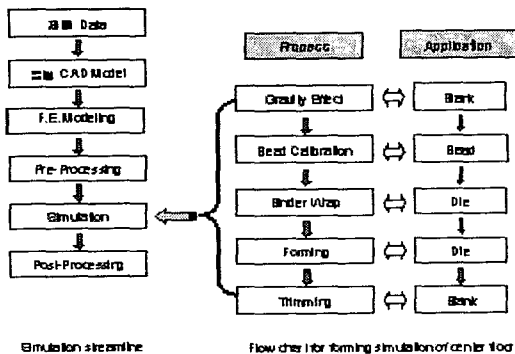 Data
CAD Model
F.E.Modeling
Pre-Processing
Simulation
Post-Processing
Simulation streamline
Process
Application
Gravity Effect
Blank
Bead Calibration
Bead
Binder Wrap
Die
Forming
Die
Trimming
Blank
Flow chart for forming simulation of center floor